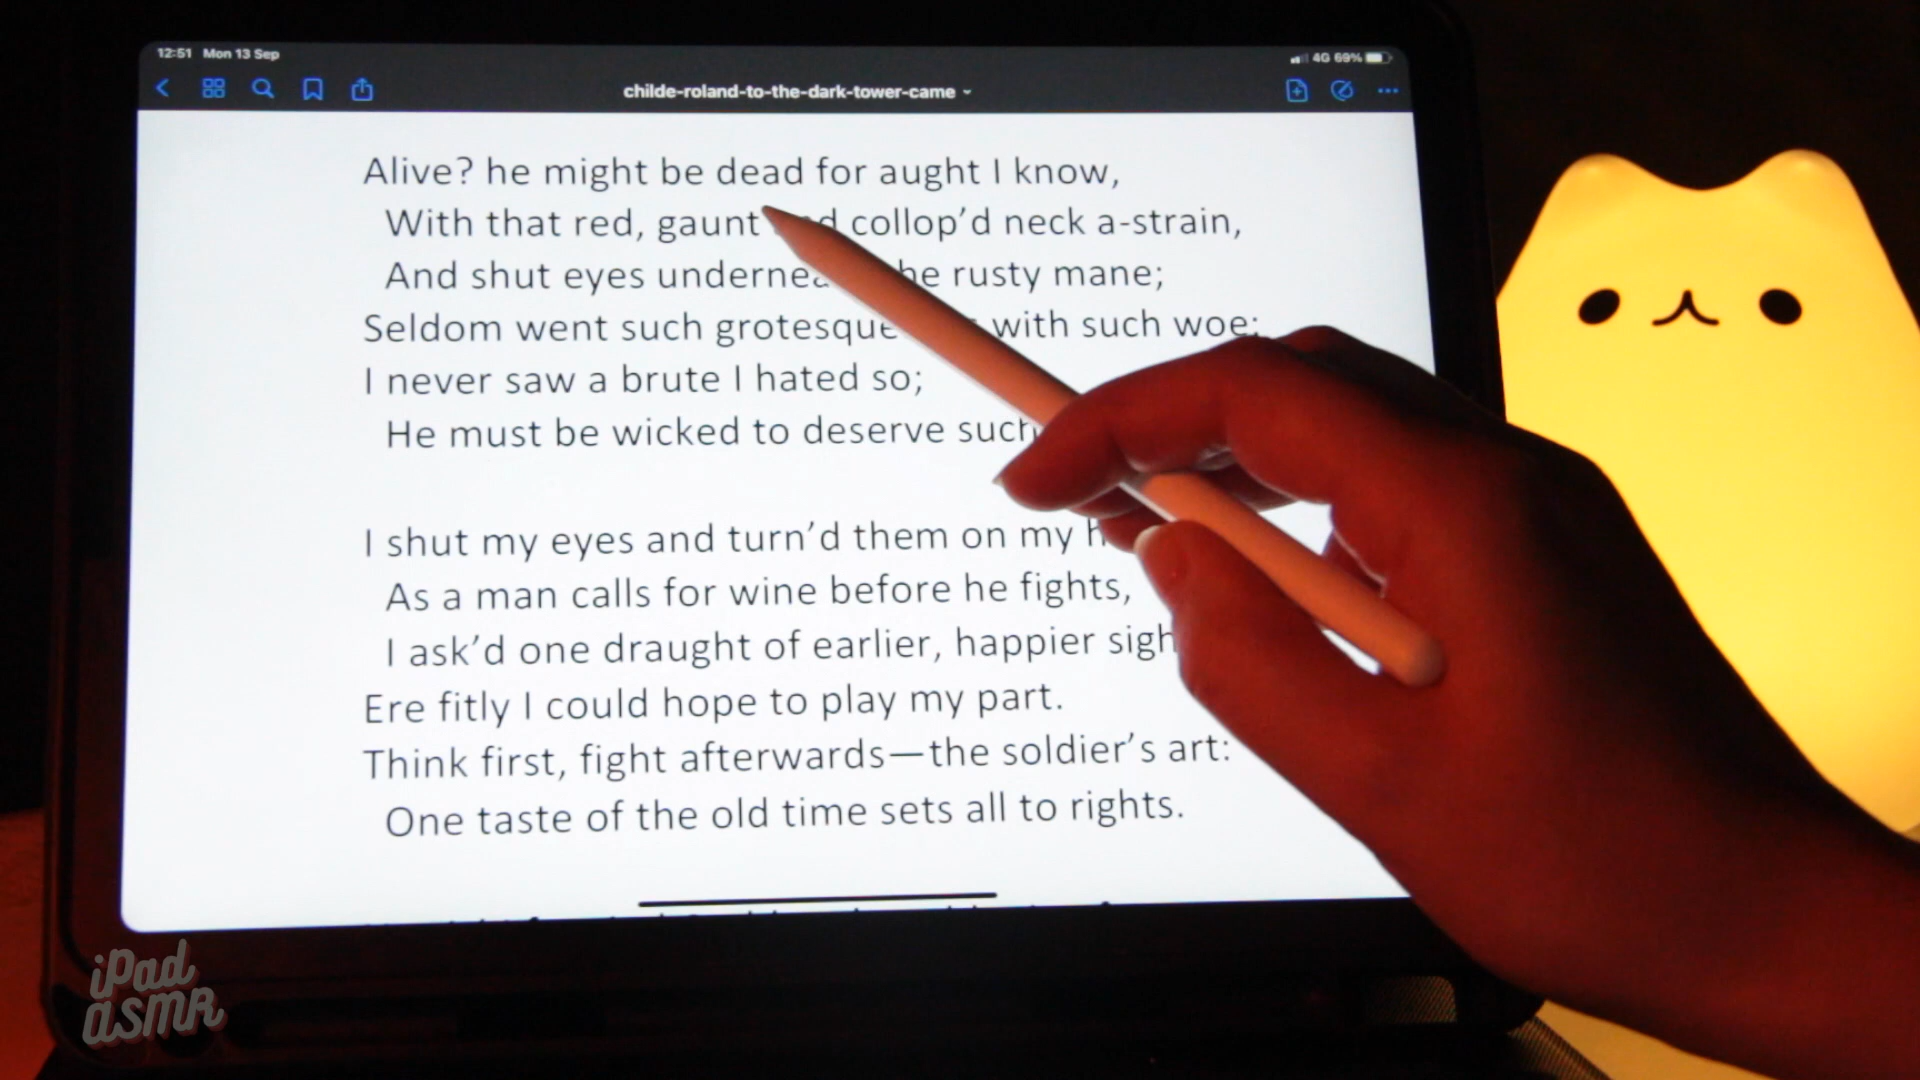 12:51 Mon 13 Sep
4G 69%
childe-roland-to-the-dark-tower-came
Alive? he might be dead for aught I know,
With that red, gaunt collop’d neck a-strain,
And shut eyes rusty mane;
Seldom went such with such woe;
I never saw a brute I hated so;
He must be wicked to deserve such
I shut my eyes and turn’d them on my
As a man calls for wine before he fights,
I ask’d one draught of earlier, happier
Ere fitly I could hope to play my part.
Think first, fight afterwards—the soldier’s art:
One taste of the old time sets all to rights.
iPad
asmr